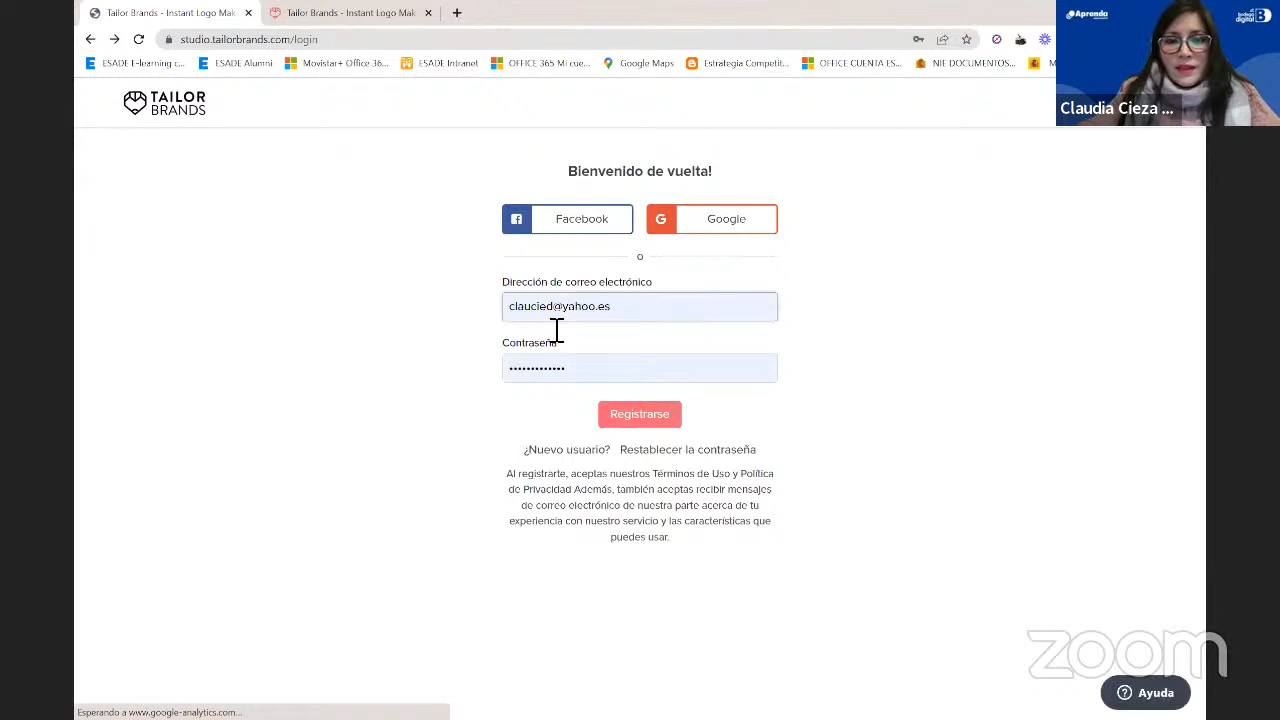 Tailor Brands - Instant Logo Mak
Tailor Brands - Instant Logo Mak
studio.tailorbrands.com/login
ESADE E-learning c...
ESADE Alumni
Movistar+ Office 36...
ESADE Intranet
OFFICE 365 Mi cue...
Google Maps
Estrategia Competit...
OFFICE CUENTA ES...
NIE DOCUMENTOS...
Aprenda
bodega
digital B
Claudia Cieza ...
TAILOR
BRANDS
Bienvenido de vuelta!
Facebook
G Google
o
Dirección de correo electrónico
claucied@yahoo.es
Contraseña
•••••••••••••
Registrarse
¿Nuevo usuario? Restablecer la contraseña
Al registrarte, aceptas nuestros Términos de Uso y Política
de Privacidad Además, también aceptas recibir mensajes
de correo electrónico de nuestra parte acerca de tu
experiencia con nuestro servicio y las características que
puedes usar.
zoom
Ayuda
Esperando a www.google-analytics.com...